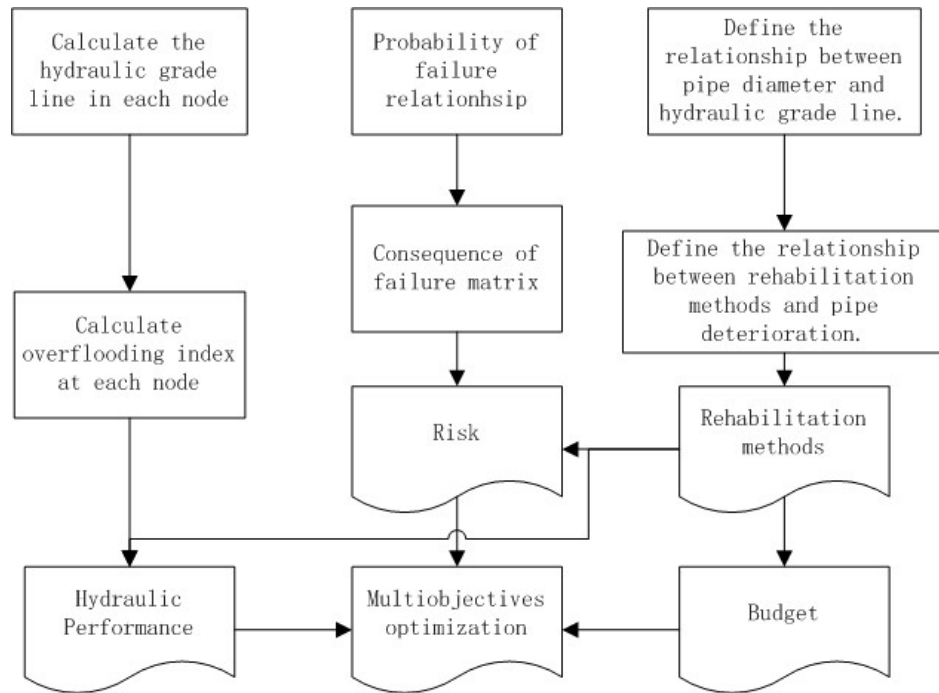 Calculate the
hydraulic grade
line in each node
Probability of
failure
relationhsip
Define the
relationship between
pipe diameter and
hydraulic grade line.
Consequence of
failure matrix
Define the relationship
between rehabilitation
methods and pipe
deterioration.
Calculate
overflooding index
at each node
Risk
Rehabilitation
methods
Hydraulic
Performance
Multiobjectives
optimization
Budget